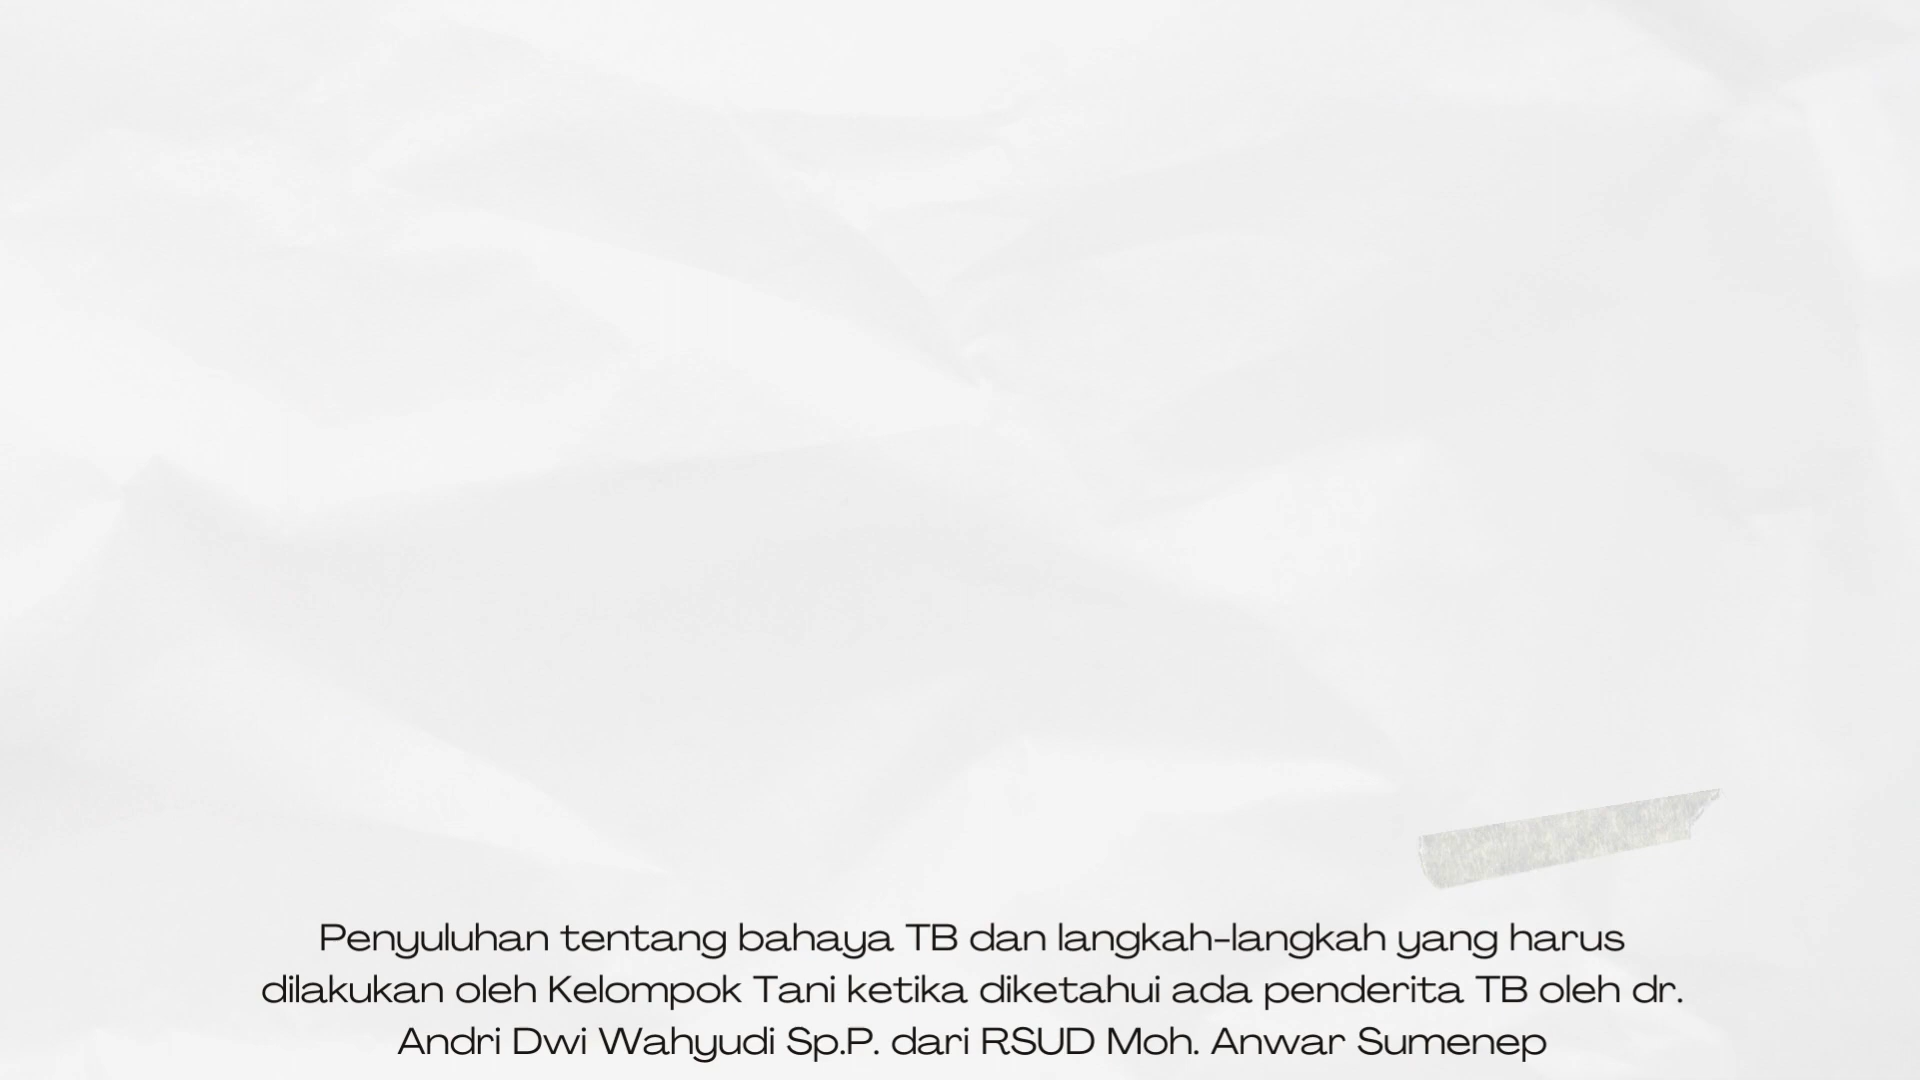 Penyuluhan tentang bahaya TB dan langkah-langkah yang harus
dilakukan oleh Kelompok Tani ketika diketahui ada penderita TB oleh dr.
Andri Dwi Wahyudi Sp.P. dari RSUD Moh. Anwar Sumenep